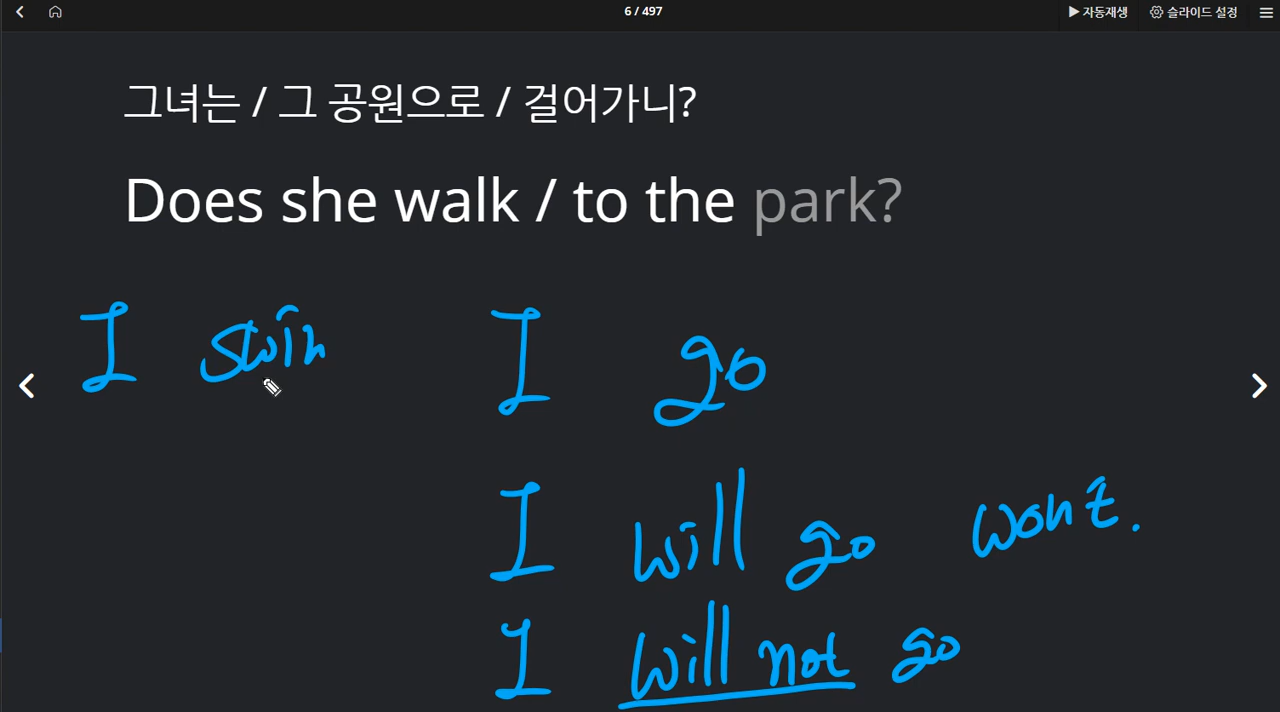 6 / 497
자동재생
슬라이드 설정
그녀는 / 그 공원으로 / 걸어가니?
Does she walk / to the park?
I swim
I go
I will go won't.
I will not go